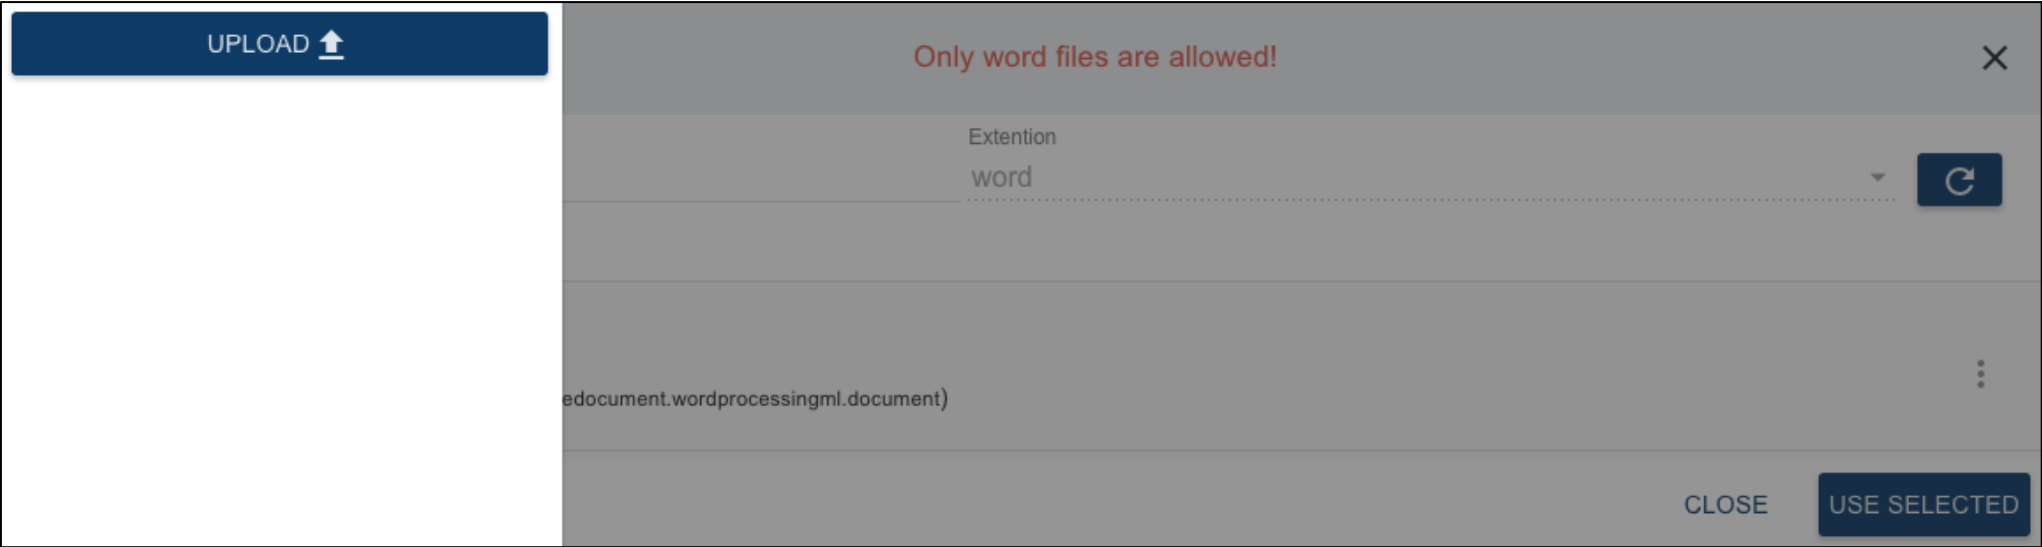 UPLOAD
Only word files are allowed!
Extention
word
edocument.wordprocessingml.document)
CLOSE
USE SELECTED